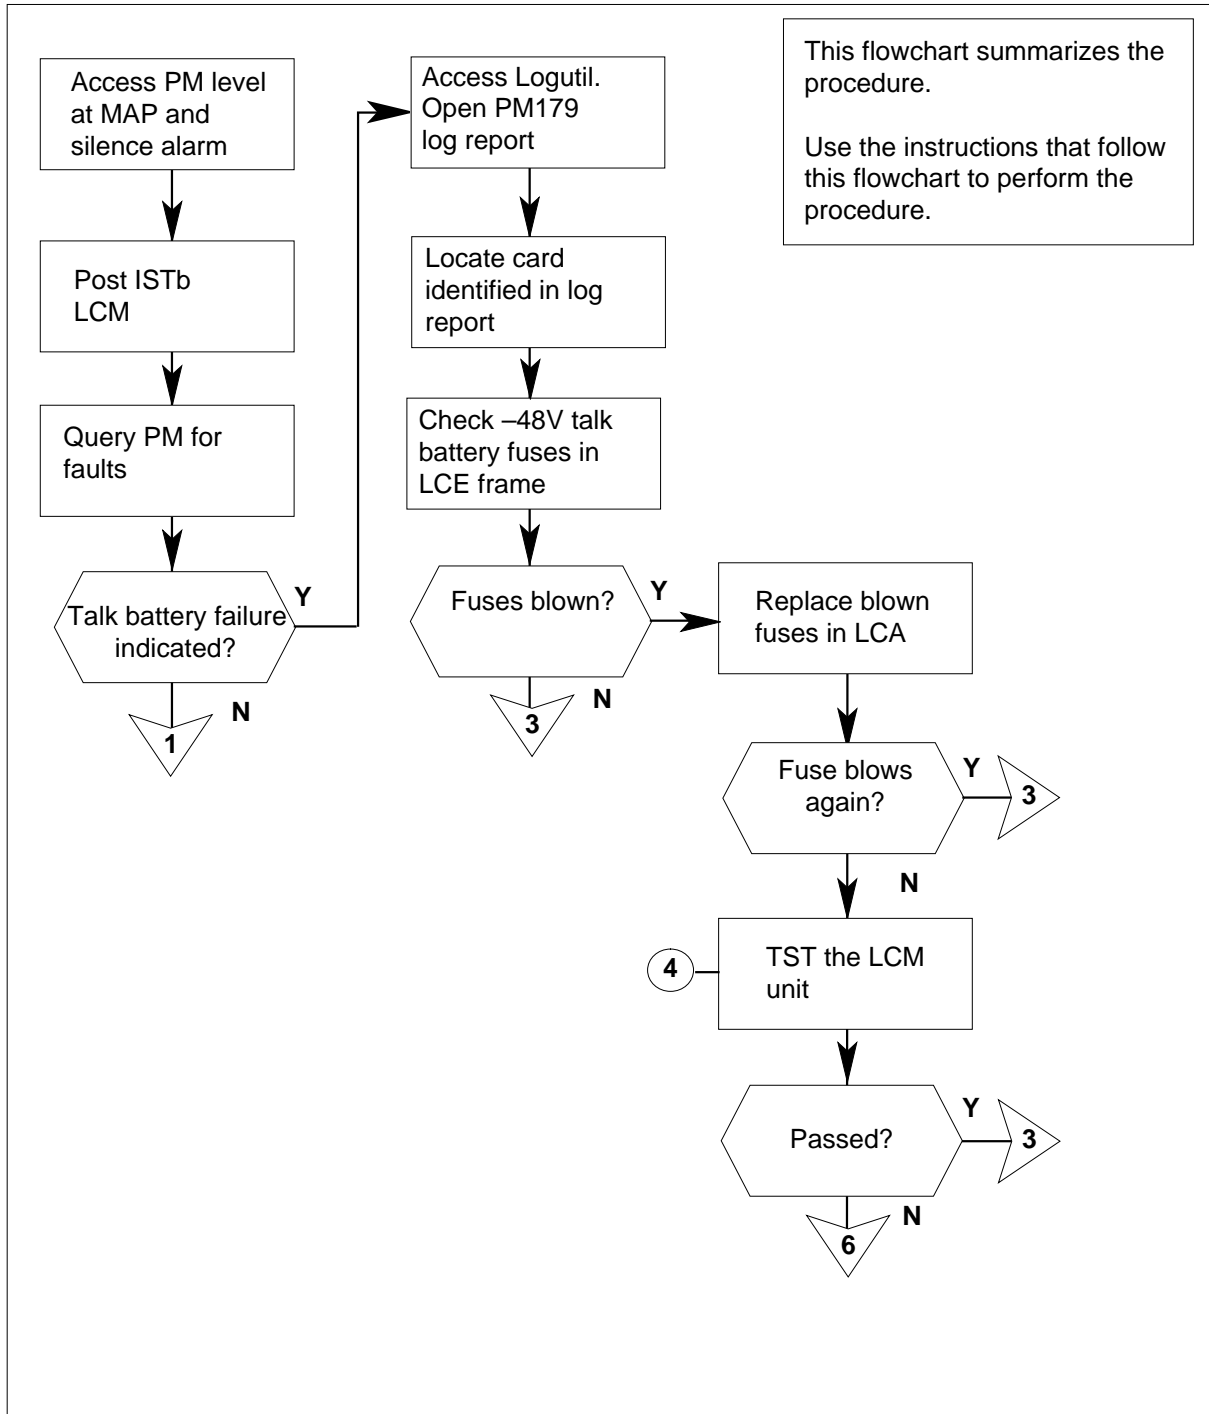 Access PM level
at MAP and
silence alarm
Post ISTb
LCM
Query PM for
faults
Talk battery failure
indicated?
Y
N
1
Access Logutil.
Open PM179
log report
Locate card
identified in log
report
Check –48V talk
battery fuses in
LCE frame
Fuses blown?
Y
N
3
Replace blown
fuses in LCA
Fuse blows
again?
Y
3
N
4
TST the LCM
unit
Passed?
Y
3
N
6
This flowchart summarizes the
procedure.
Use the instructions that follow
this flowchart to perform the
procedure.